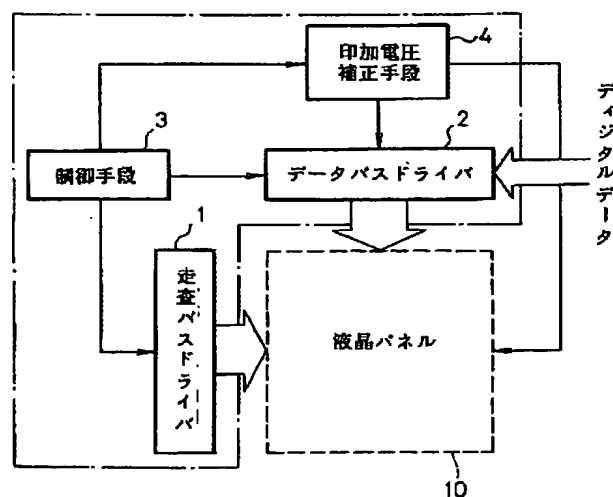 4
印加電圧
補正手段
3
制御手段
2
データバスドライバ
ディジタルデータ
1
走査バスドライバ
液晶パネル
10